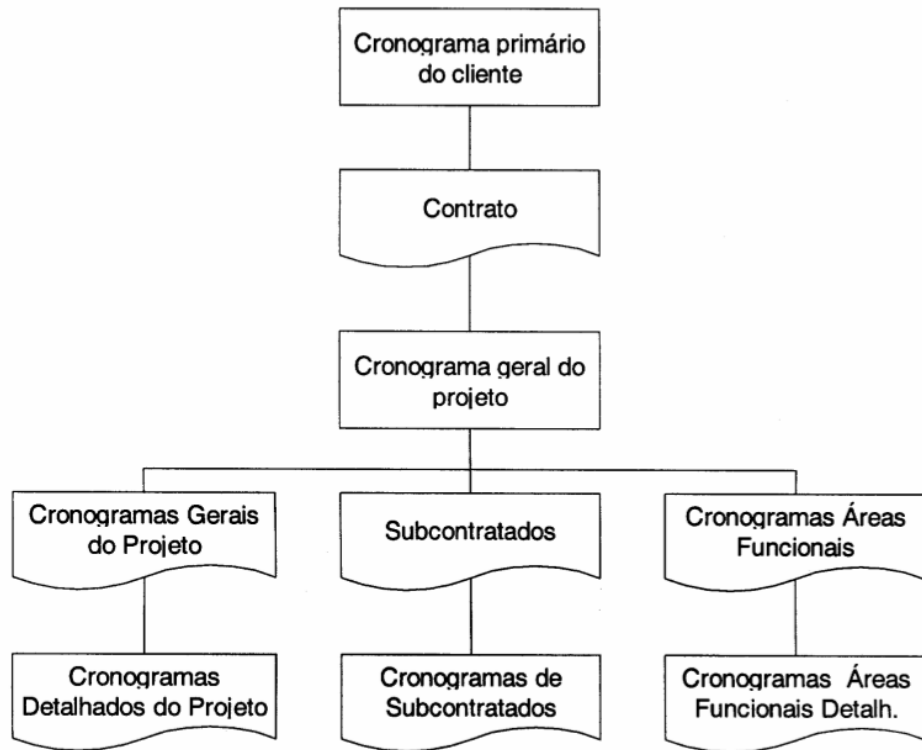 Cronograma primário
do cliente
Contrato
Cronograma geral do
projeto
Cronogramas Gerais
do Projeto
Subcontratados
Cronogramas Áreas
Funcionais
Cronogramas
Detalhados do Projeto
Cronogramas de
Subcontratados
Cronogramas Áreas
Funcionais Detalh.